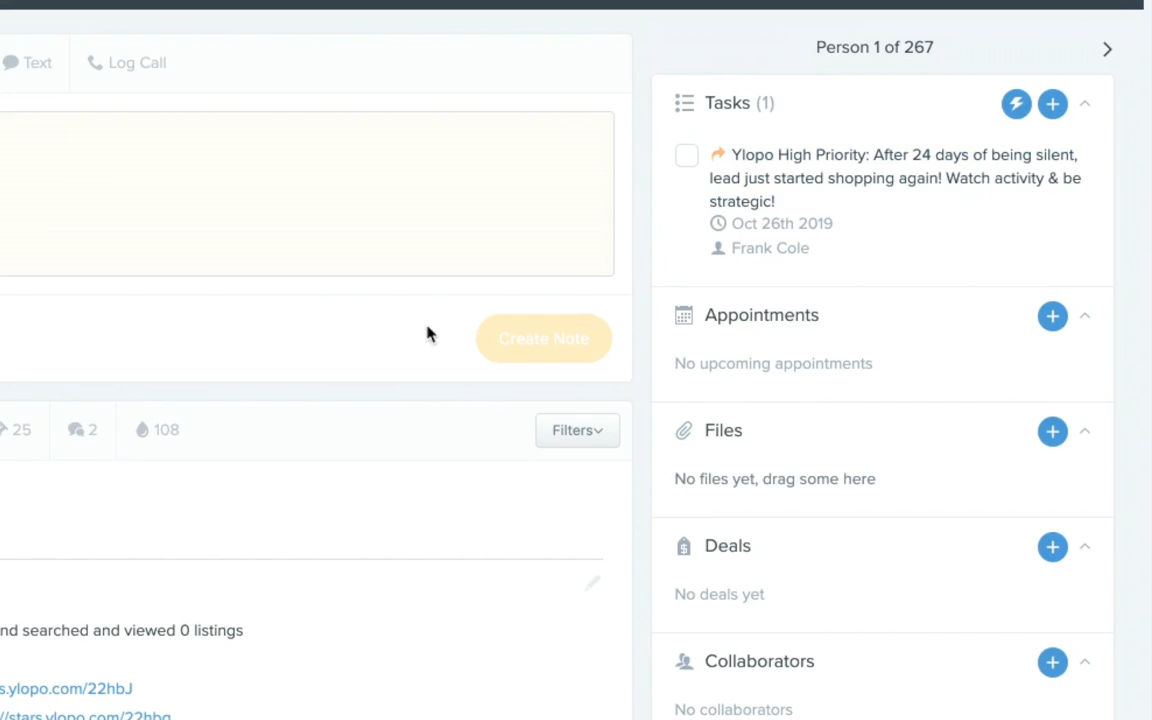 Text
Log Call
Create Note
25
2
108
Filters
nd searched and viewed 0 listings
s.ylopo.com/22hbJ
//stars.ylopo.com/22hbg
Person 1 of 267
Tasks (1)
Ylopo High Priority: After 24 days of being silent,
lead just started shopping again! Watch activity & be
strategic!
Oct 26th 2019
Frank Cole
Appointments
No upcoming appointments
Files
No files yet, drag some here
Deals
No deals yet
Collaborators
No collaborators